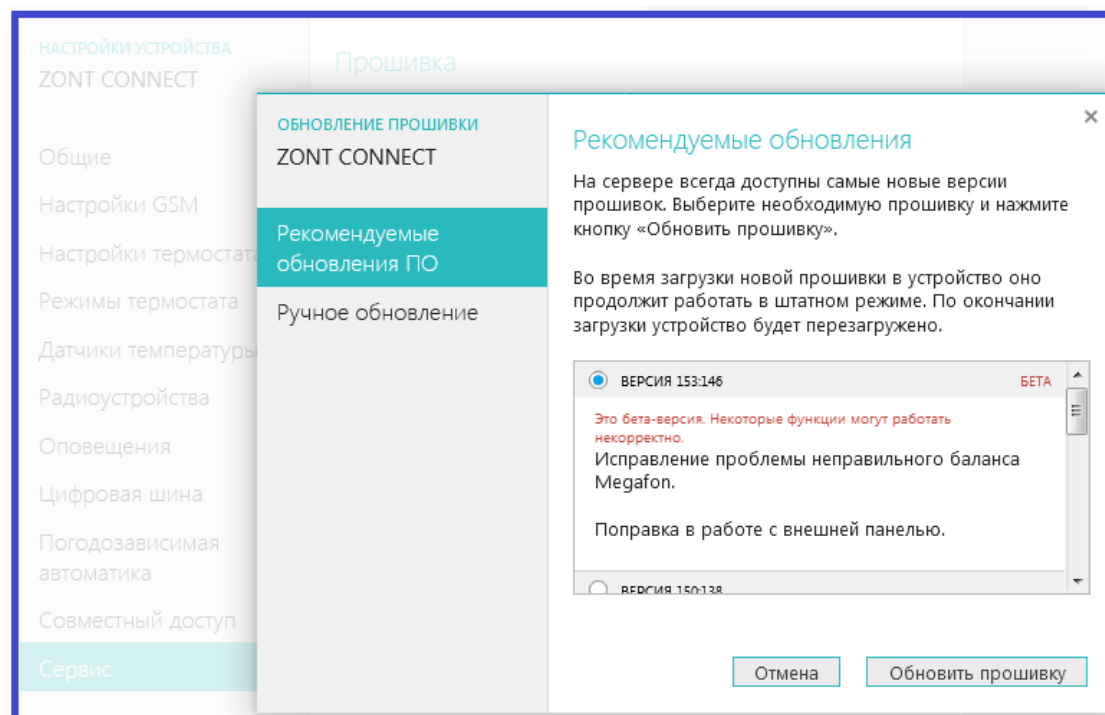 НАСТРОЙКИ УСТРОЙСТВА
ZONT CONNECT
Общие
Настройки GSM
Настройки термостата
Режимы термостата
Датчики температуры
Радиоустройства
Оповещения
Цифровая шина
Погодозависимая
автоматика
Совместный доступ
Сервис
Прошивка
ОБНОВЛЕНИЕ ПРОШИВКИ
ZONT CONNECT
Рекомендуемые
обновления ПО
Ручное обновление
×
Рекомендуемые обновления
На сервере всегда доступны самые новые версии
прошивок. Выберите необходимую прошивку и нажмите
кнопку «Обновить прошивку».
Во время загрузки новой прошивки в устройство оно
продолжит работать в штатном режиме. По окончании
загрузки устройство будет перезагружено.
ВЕРСИЯ 153:146 БЕТА
Это бета-версия. Некоторые функции могут работать
некорректно.
Исправление проблемы неправильного баланса
Megafon.
Поправка в работе с внешней панелью.
ВЕРСИЯ 150:138
Отмена Обновить прошивку